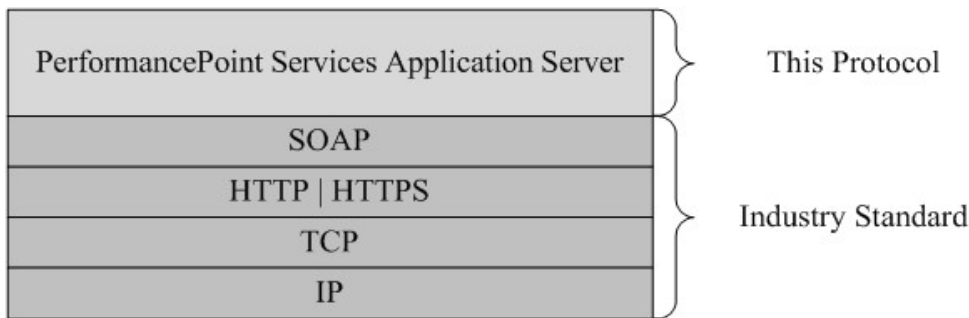 PerformancePoint Services Application Server
This Protocol
SOAP
HTTP | HTTPS
TCP
IP
Industry Standard